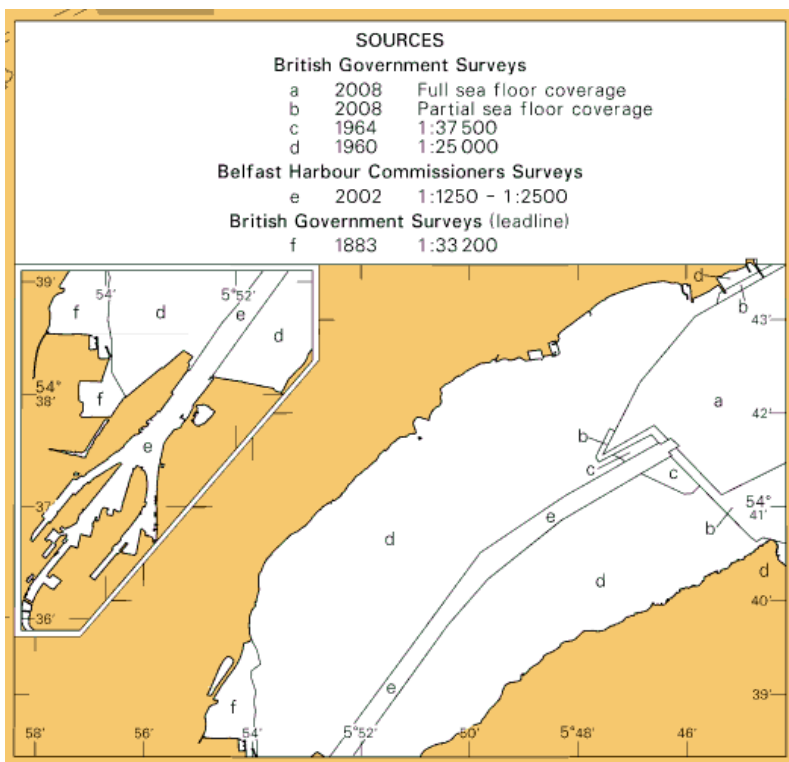 SOURCES
British Government Surveys
a 2008 Full sea floor coverage
b 2008 Partial sea floor coverage
c 1964 1:37 500
d 1960 1:25 000
Belfast Harbour Commissioners Surveys
e 2002 1:1250 - 1:2500
British Government Surveys (leadline)
f 1883 1:33 200
39'
54'
5°52'
f
d
e
d
54°
38'
f
e
37'
36'
d
b
43'
a
42'
b
c
c
54°
41'
e
b
d
d
d
40'
e
39'
f
58'
56'
54'
5°52'
50'
5°48'
46'